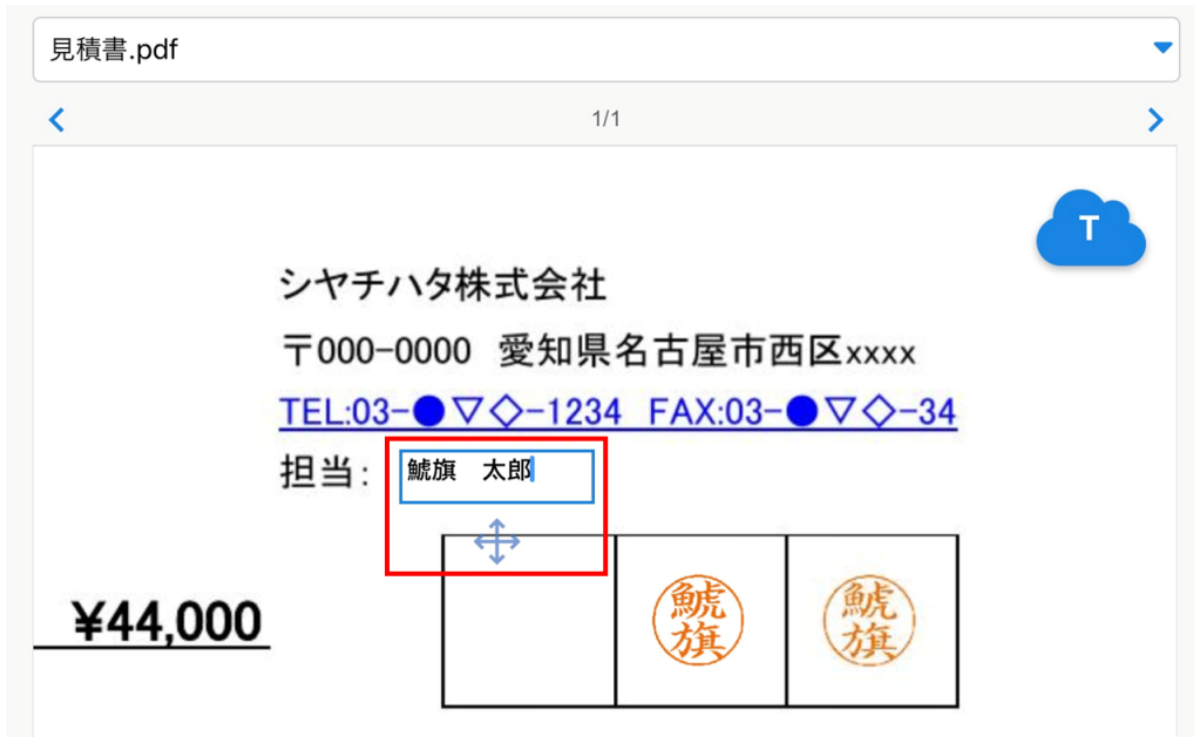 見積書.pdf
1/1
T
シヤチハタ株式会社
〒000-0000 愛知県名古屋市西区xxxx
TEL:03-●▽◇-1234 FAX:03-●▽◇-34
担当: 鯱旗　太郎
¥44,000
鯱旗 鯱旗